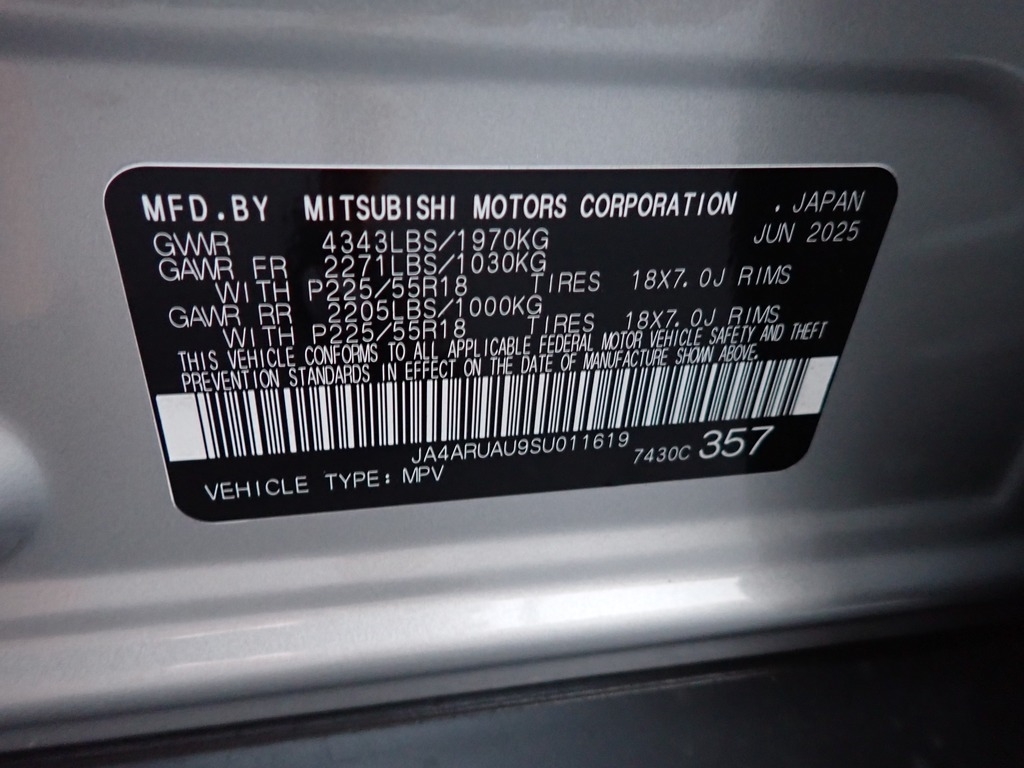 MFD.BY MITSUBISHI MOTORS CORPORATION . JAPAN
JUN 2025
GVWR 4343LBS/1970KG
GAWR FR 2271LBS/1030KG
WITH P225/55R18 TIRES 18X7.0J RIMS
GAWR RR 2205LBS/1000KG
WITH P225/55R18 TIRES 18X7.0J RIMS
THIS VEHICLE CONFORMS TO ALL APPLICABLE FEDERAL MOTOR VEHICLE SAFETY AND THEFT
PREVENTION STANDARDS IN EFFECT ON THE DATE OF MANUFACTURE SHOWN ABOVE.
JA4ARUAU9SU011619
7430C 357
VEHICLE TYPE: MPV